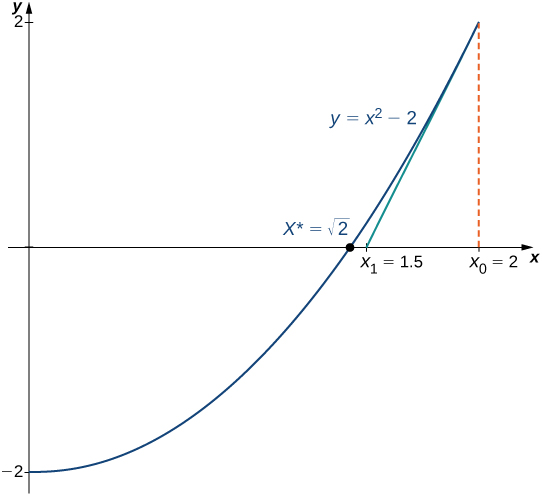 y
2
y = x² − 2
X* = √2
x₁ = 1.5
x₀ = 2
x
−2